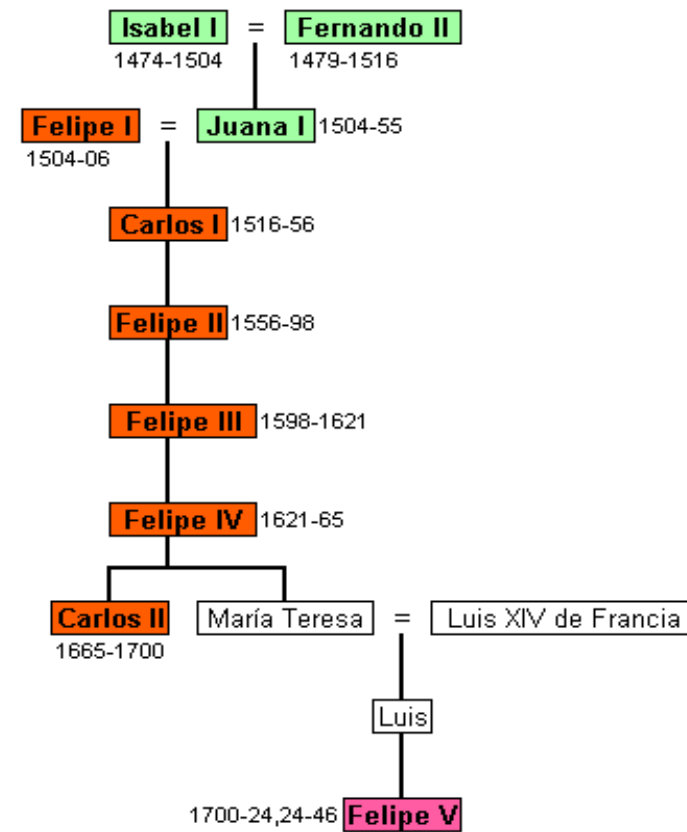 Isabel I = Fernando II
1474-1504 1479-1516
Felipe I = Juana I 1504-55
1504-06
Carlos I 1516-56
Felipe II 1556-98
Felipe III 1598-1621
Felipe IV 1621-65
Carlos II María Teresa = Luis XIV de Francia
1665-1700
Luis
1700-24,24-46 Felipe V